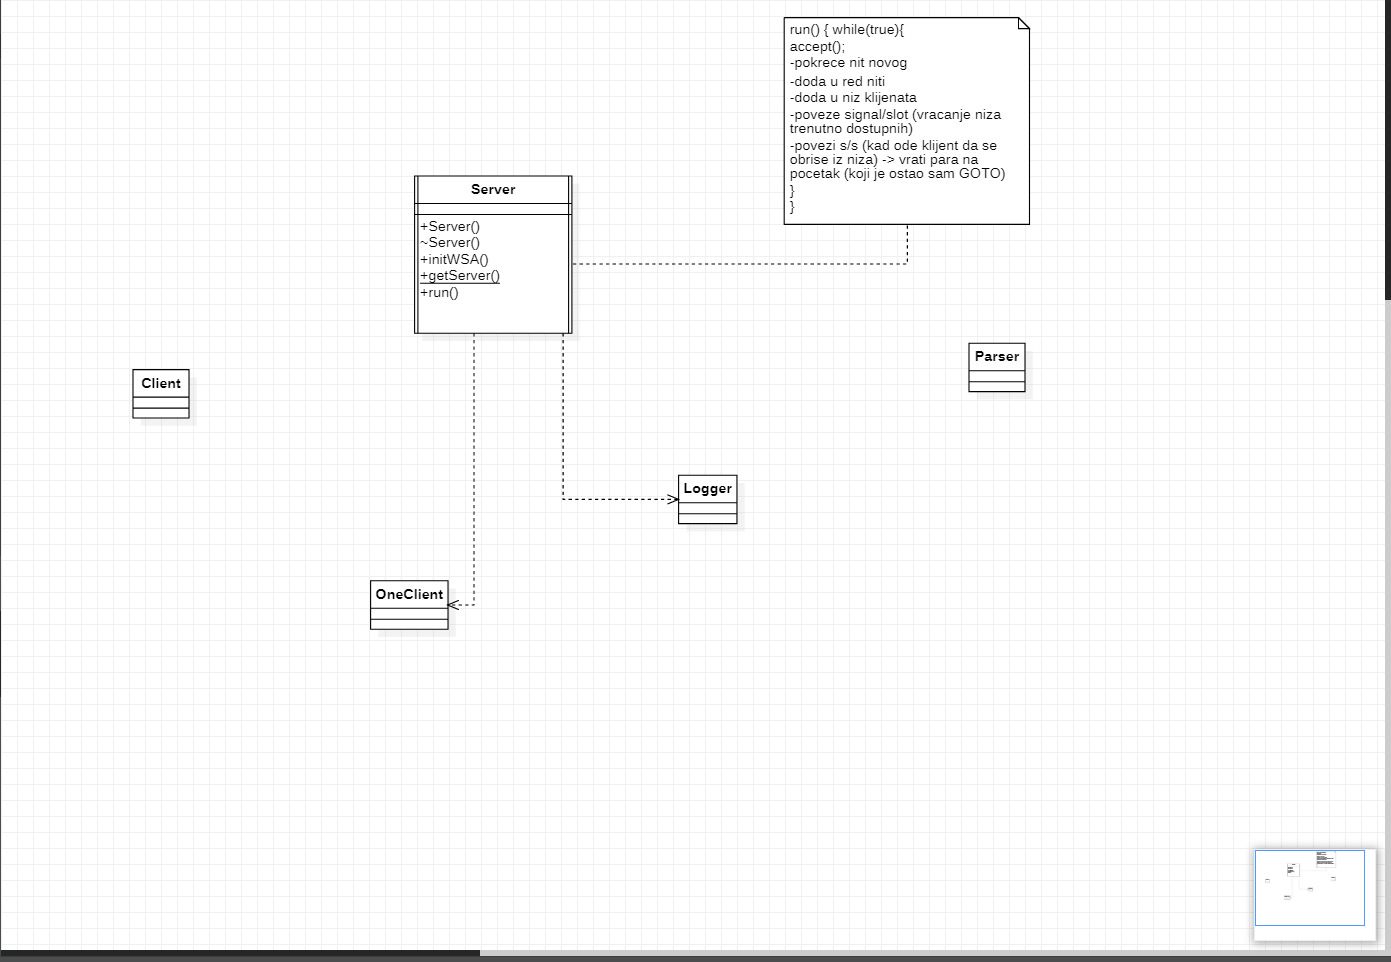 run() { while(true){
accept();
-pokrece nit novog
-doda u red niti
-doda u niz klijenata
-poveze signal/slot (vracanje niza
trenutno dostupnih)
-povezi s/s (kad ode klijent da se
obrise iz niza) -> vrati para na
pocetak (koji je ostao sam GOTO)
}
}
Server
+Server()
~Server()
+initWSA()
+getServer()
+run()
Parser
Client
Logger
OneClient